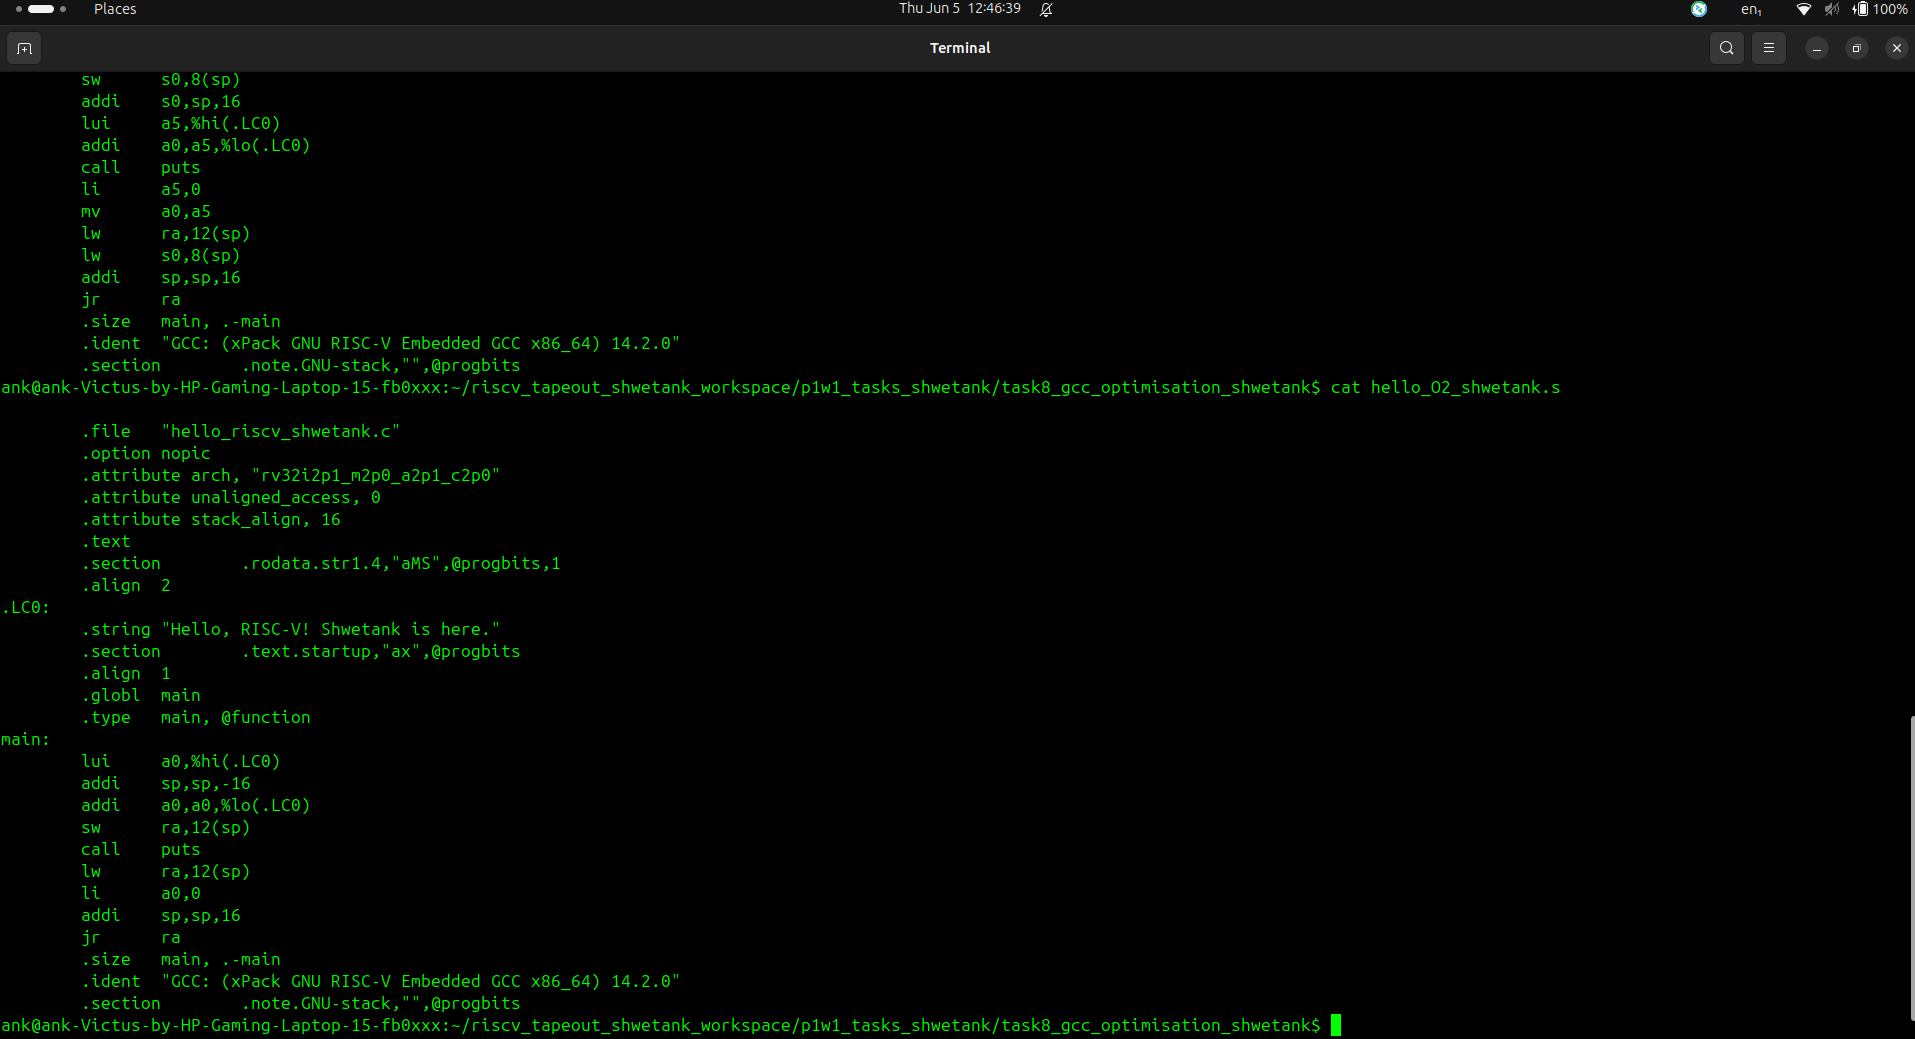 Places
Thu Jun 5 12:46:39
en₁
100%
Terminal
sw s0,8(sp)
addi s0,sp,16
lui a5,%hi(.LC0)
addi a0,a5,%lo(.LC0)
call puts
li a5,0
mv a0,a5
lw ra,12(sp)
lw s0,8(sp)
addi sp,sp,16
jr ra
.size main, .-main
.ident "GCC: (xPack GNU RISC-V Embedded GCC x86_64) 14.2.0"
.section .note.GNU-stack,"",@progbits
ank@ank-Victus-by-HP-Gaming-Laptop-15-fb0xxx:~/riscv_tapeout_shwetank_workspace/p1w1_tasks_shwetank/task8_gcc_optimisation_shwetank$ cat hello_O2_shwetank.s
.file "hello_riscv_shwetank.c"
.option nopic
.attribute arch, "rv32i2p1_m2p0_a2p1_c2p0"
.attribute unaligned_access, 0
.attribute stack_align, 16
.text
.section .rodata.str1.4,"aMS",@progbits,1
.align 2
.LC0:
.string "Hello, RISC-V! Shwetank is here."
.section .text.startup,"ax",@progbits
.align 1
.globl main
.type main, @function
main:
lui a0,%hi(.LC0)
addi sp,sp,-16
addi a0,a0,%lo(.LC0)
sw ra,12(sp)
call puts
lw ra,12(sp)
li a0,0
addi sp,sp,16
jr ra
.size main, .-main
.ident "GCC: (xPack GNU RISC-V Embedded GCC x86_64) 14.2.0"
.section .note.GNU-stack,"",@progbits
ank@ank-Victus-by-HP-Gaming-Laptop-15-fb0xxx:~/riscv_tapeout_shwetank_workspace/p1w1_tasks_shwetank/task8_gcc_optimisation_shwetank$